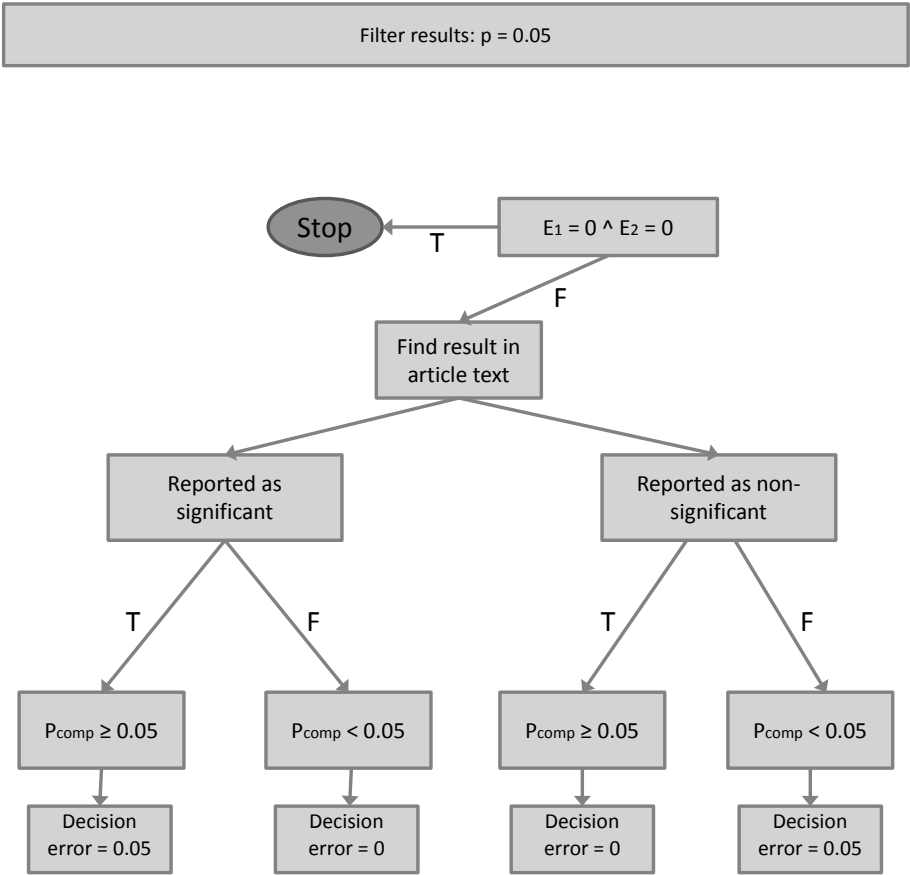 Filter results: p = 0.05
Stop
E1 = 0 ^ E2 = 0
T
F
Find result in
article text
Reported as
significant
Reported as non-
significant
T
F
T
F
Pcomp ≥ 0.05
Pcomp < 0.05
Pcomp ≥ 0.05
Pcomp < 0.05
Decision
error = 0.05
Decision
error = 0
Decision
error = 0
Decision
error = 0.05